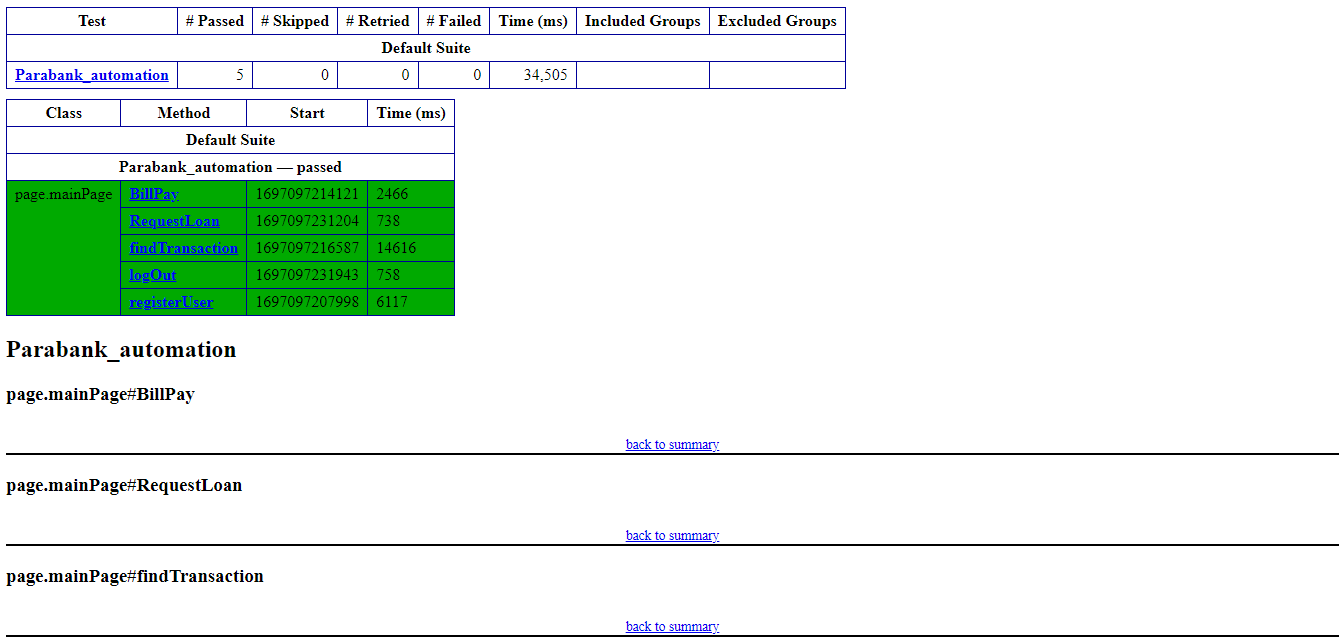 Test # Passed # Skipped # Retried # Failed Time (ms) Included Groups Excluded Groups
Default Suite
Parabank_automation 5 0 0 0 34,505
Class Method Start Time (ms)
Default Suite
Parabank_automation — passed
page.mainPage BillPay 1697097214121 2466
RequestLoan 1697097231204 738
findTransaction 1697097216587 14616
logOut 1697097231943 758
registerUser 1697097207998 6117
Parabank_automation
page.mainPage#BillPay
back to summary
page.mainPage#RequestLoan
back to summary
page.mainPage#findTransaction
back to summary